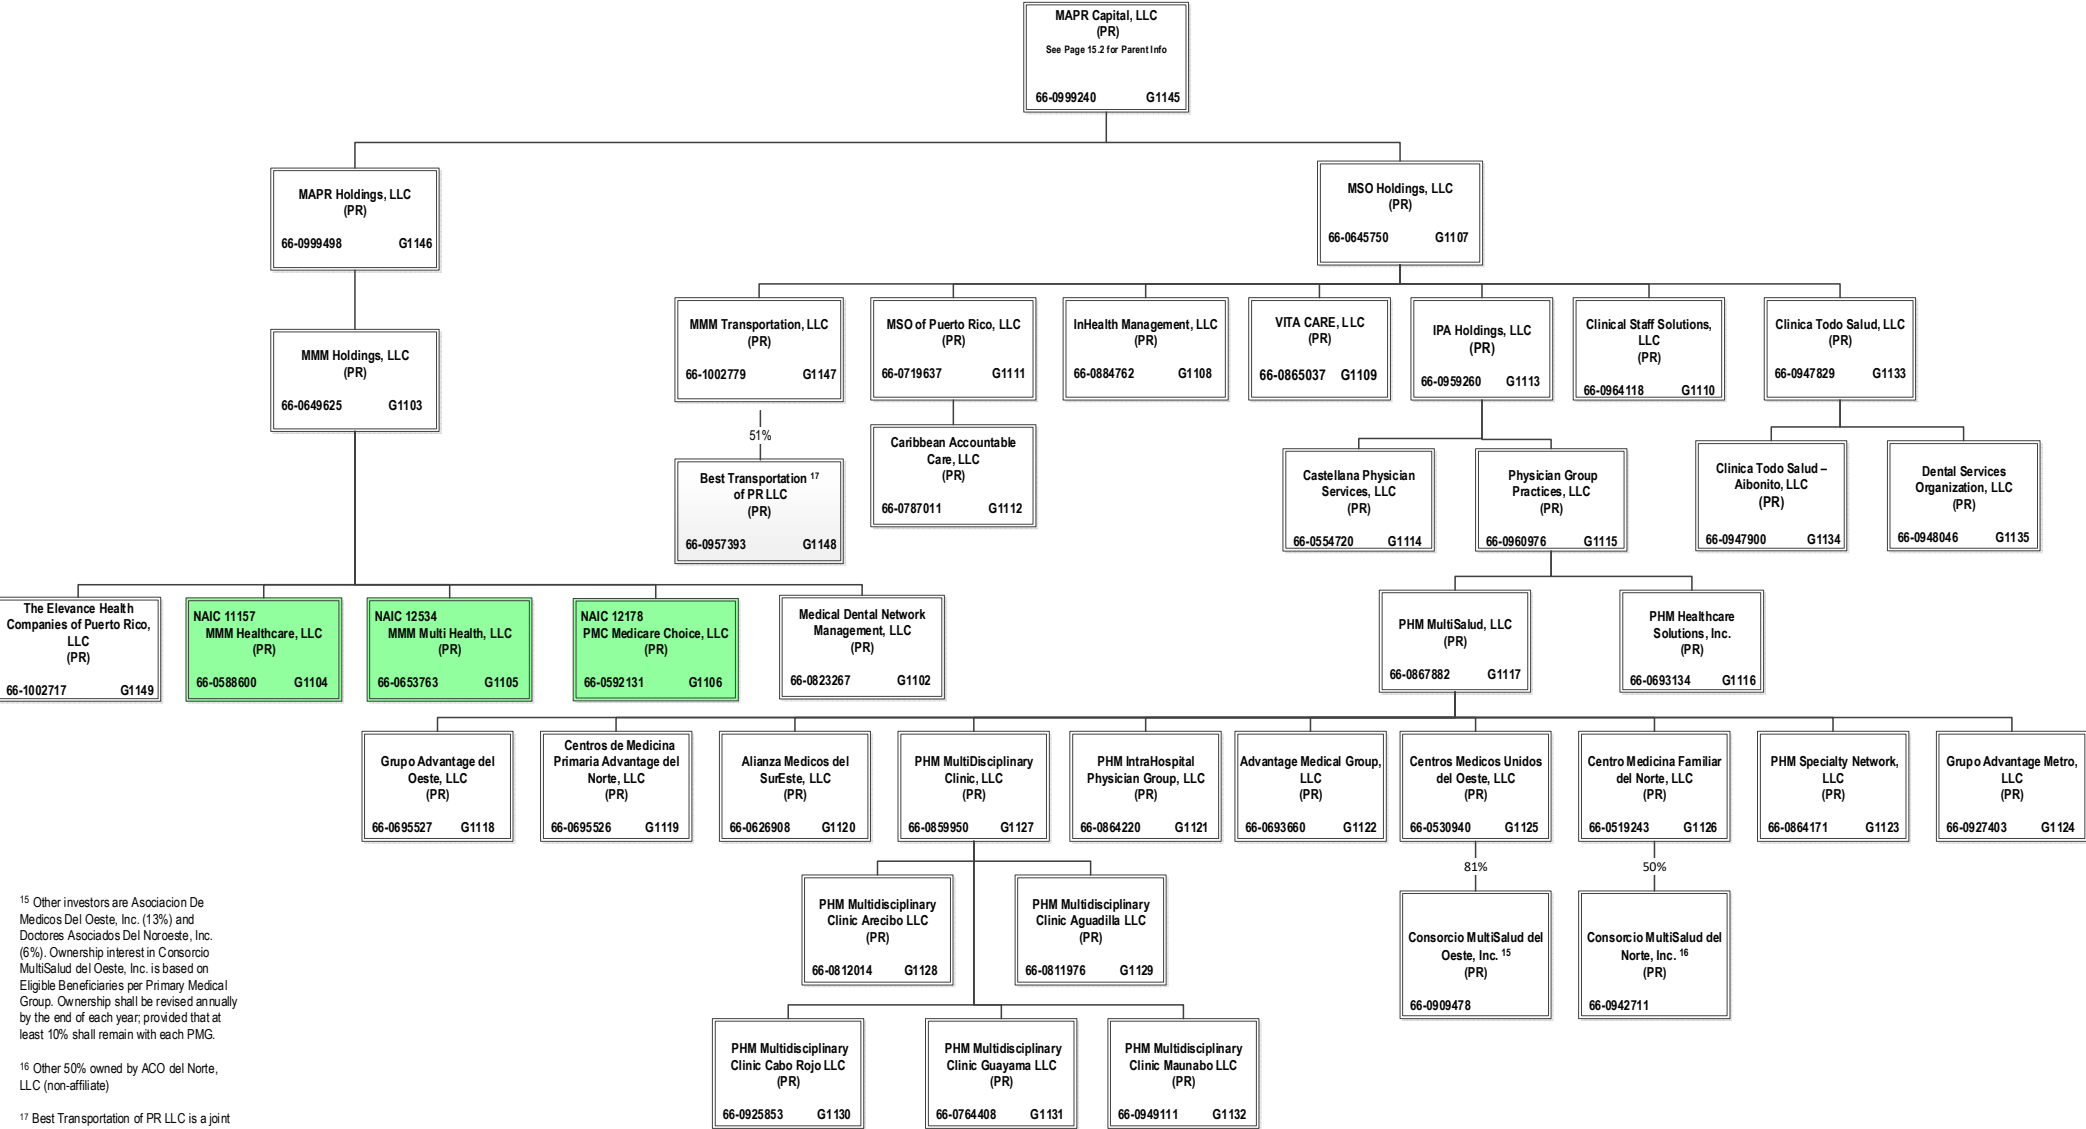 MAPR Capital, LLC
(PR)
See Page 15.2 for Parent Info
66-0999240 G1145
MAPR Holdings, LLC
(PR)
66-0999498 G1146
MSO Holdings, LLC
(PR)
66-0645750 G1107
MMM Holdings, LLC
(PR)
66-0649625 G1103
MMM Transportation, LLC
(PR)
66-1002779 G1147
MSO of Puerto Rico, LLC
(PR)
66-0719637 G1111
InHealth Management, LLC
(PR)
66-0884762 G1108
VITA CARE, LLC
(PR)
66-0865037 G1109
IPA Holdings, LLC
(PR)
66-0959260 G1113
Clinical Staff Solutions,
LLC
(PR)
66-0964118 G1110
Clinica Todo Salud, LLC
(PR)
66-0947829 G1133
51%
Best Transportation 17
of PR LLC
(PR)
66-0957393 G1148
Caribbean Accountable
Care, LLC
(PR)
66-0787011 G1112
Castellana Physician
Services, LLC
(PR)
66-0554720 G1114
Physician Group
Practices, LLC
(PR)
66-0960976 G1115
Clinica Todo Salud –
Aibonito, LLC
(PR)
66-0947900 G1134
Dental Services
Organization, LLC
(PR)
66-0948046 G1135
The Elevance Health
Companies of Puerto Rico,
LLC
(PR)
66-1002717 G1149
NAIC 11157
MMM Healthcare, LLC
(PR)
66-0588600 G1104
NAIC 12534
MMM Multi Health, LLC
(PR)
66-0653763 G1105
NAIC 12178
PMC Medicare Choice, LLC
(PR)
66-0592131 G1106
Medical Dental Network
Management, LLC
(PR)
66-0823267 G1102
PHM MultiSalud, LLC
(PR)
66-0867882 G1117
PHM Healthcare
Solutions, Inc.
(PR)
66-0693134 G1116
Grupo Advantage del
Oeste, LLC
(PR)
66-0695527 G1118
Centros de Medicina
Primaria Advantage del
Norte, LLC
(PR)
66-0695526 G1119
Alianza Medicos del
SurEste, LLC
(PR)
66-0626908 G1120
PHM MultiDisciplinary
Clinic, LLC
(PR)
66-0859950 G1127
PHM IntraHospital
Physician Group, LLC
(PR)
66-0864220 G1121
Advantage Medical Group,
LLC
(PR)
66-0693660 G1122
Centros Medicos Unidos
del Oeste, LLC
(PR)
66-0530940 G1125
Centro Medicina Familiar
del Norte, LLC
(PR)
66-0519243 G1126
PHM Specialty Network,
LLC
(PR)
66-0864171 G1123
Grupo Advantage Metro,
LLC
(PR)
66-0927403 G1124
81%
50%
PHM Multidisciplinary
Clinic Arecibo LLC
(PR)
66-0812014 G1128
PHM Multidisciplinary
Clinic Aguadilla LLC
(PR)
66-0811976 G1129
Consorcio MultiSalud del
Oeste, Inc. 15
(PR)
66-0909478
Consorcio MultiSalud del
Norte, Inc. 16
(PR)
66-0942711
PHM Multidisciplinary
Clinic Cabo Rojo LLC
(PR)
66-0925853 G1130
PHM Multidisciplinary
Clinic Guayama LLC
(PR)
66-0764408 G1131
PHM Multidisciplinary
Clinic Maunabo LLC
(PR)
66-0949111 G1132
15 Other investors are Asociacion De
Medicos Del Oeste, Inc. (13%) and
Doctores Asociados Del Noroeste, Inc.
(6%). Ownership interest in Consorcio
MultiSalud del Oeste, Inc. is based on
Eligible Beneficiaries per Primary Medical
Group. Ownership shall be revised annually
by the end of each year; provided that at
least 10% shall remain with each PMG.
16 Other 50% owned by ACO del Norte,
LLC (non-affiliate)
17 Best Transportation of PR LLC is a joint